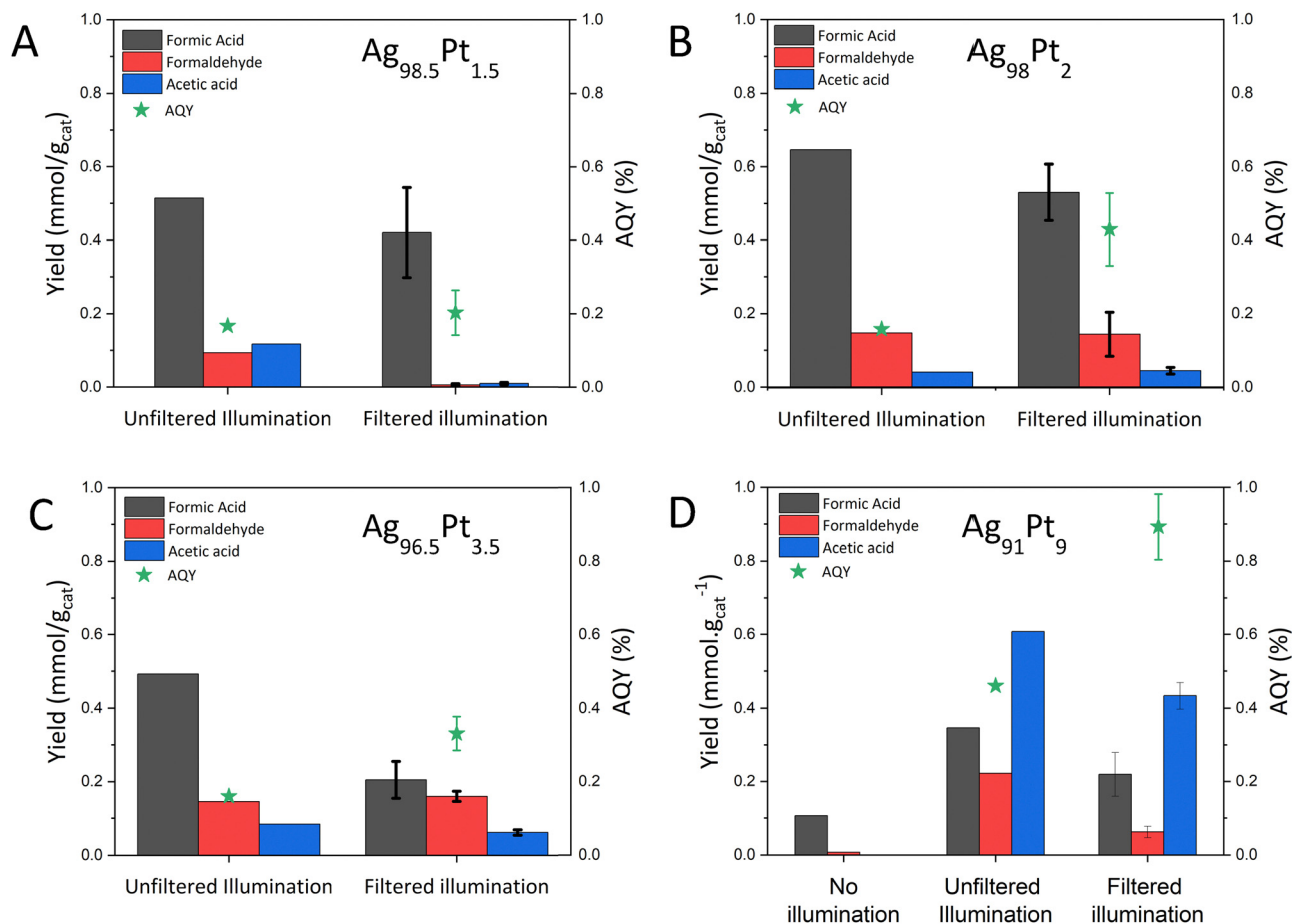 A
Formic Acid
Formaldehyde
Acetic acid
AQY
Ag98.5Pt1.5
Yield (mmol/gcat)
AQY (%)
1.0
0.8
0.6
0.4
0.2
0.0
1.0
0.8
0.6
0.4
0.2
0.0
Unfiltered Illumination
Filtered illumination
B
Formic Acid
Formaldehyde
Acetic acid
AQY
Ag98Pt2
Yield (mmol/gcat)
AQY (%)
1.0
0.8
0.6
0.4
0.2
0.0
1.0
0.8
0.6
0.4
0.2
0.0
Unfiltered Illumination
Filtered illumination
C
Formic Acid
Formaldehyde
Acetic acid
AQY
Ag96.5Pt3.5
Yield (mmol/gcat)
AQY (%)
1.0
0.8
0.6
0.4
0.2
0.0
1.0
0.8
0.6
0.4
0.2
0.0
Unfiltered Illumination
Filtered illumination
D
Formic Acid
Formaldehyde
Acetic acid
AQY
Ag91Pt9
Yield (mmol.gcat-1)
AQY (%)
1.0
0.8
0.6
0.4
0.2
0.0
1.0
0.8
0.6
0.4
0.2
0.0
No
illumination
Unfiltered
Illumination
Filtered
illumination